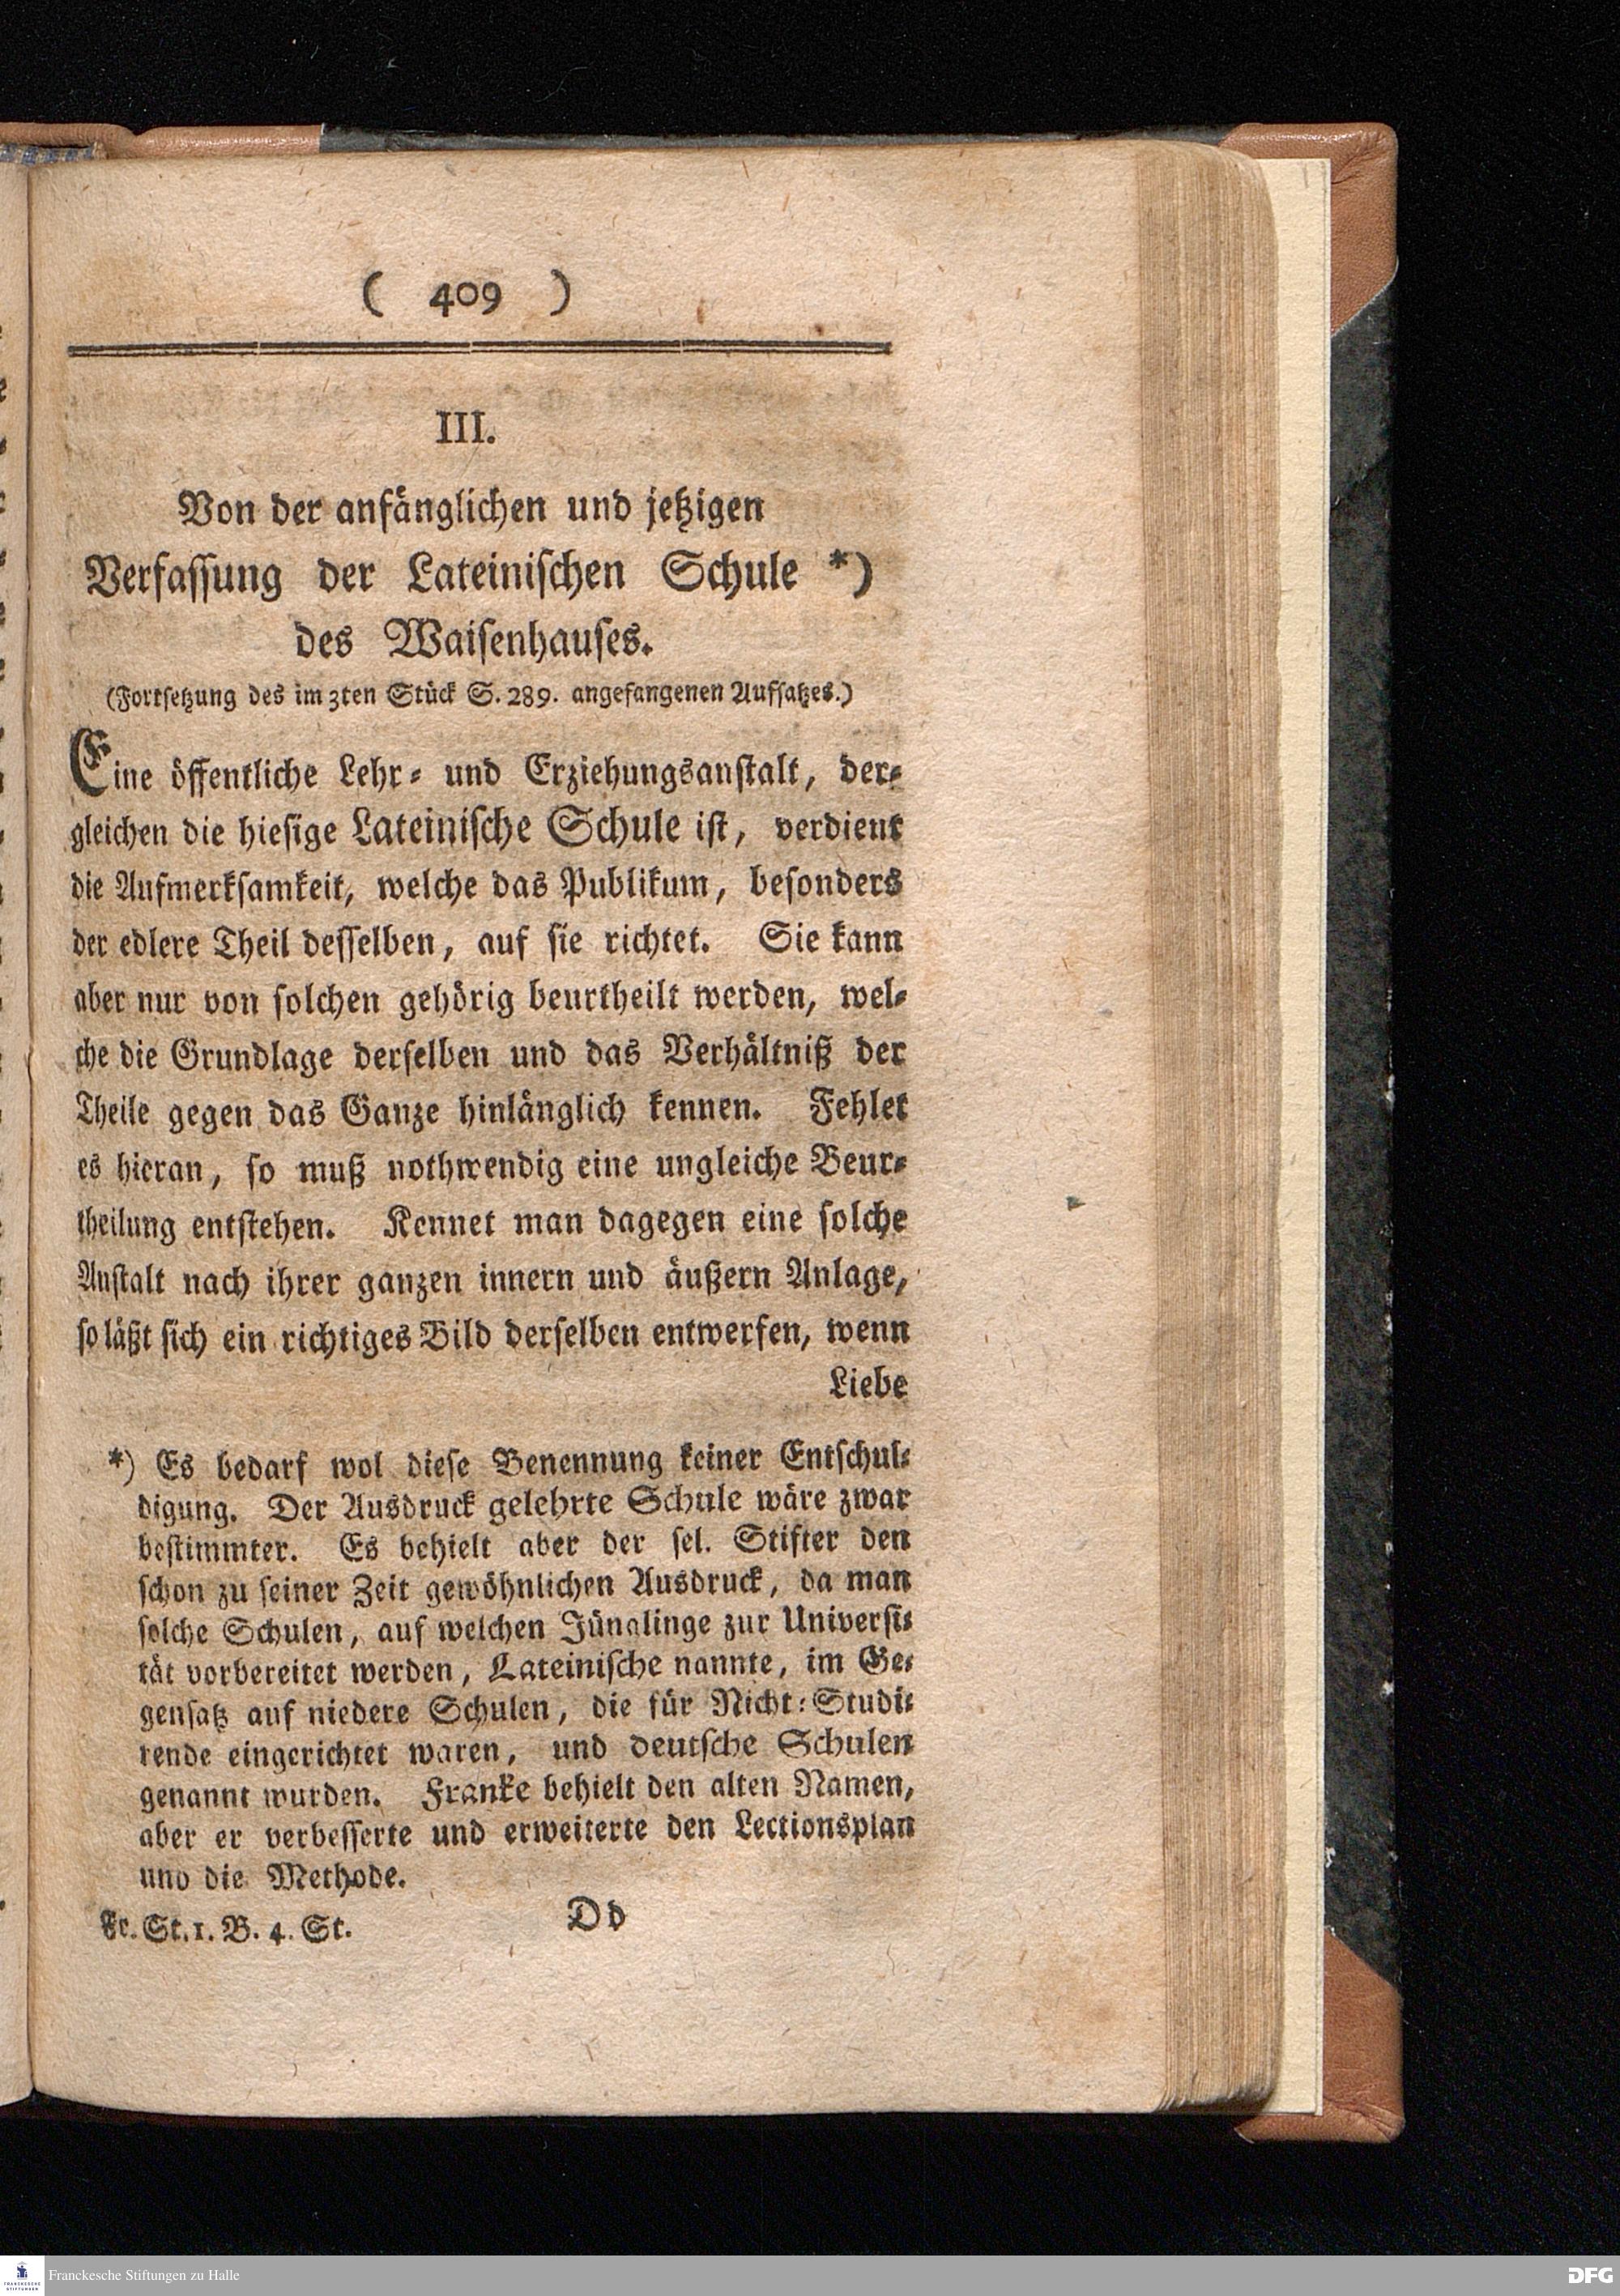 ( 409 )
III.
Von der anfänglichen und jetzigen
Verfassung der Lateinischen Schule *)
des Waisenhauses.
(Fortsetzung des im 3ten Stück S. 289. angefangenen Aufsatzes.)
Eine öffentliche Lehr- und Erziehungsanstalt, der-
gleichen die hiesige Lateinische Schule ist, verdient
die Aufmerksamkeit, welche das Publikum, besonders
der edlere Theil desselben, auf sie richtet. Sie kann
aber nur von solchen gehörig beurtheilt werden, wel-
che die Grundlage derselben und das Verhältniß der
Theile gegen das Ganze hinlänglich kennen. Fehlet
es hieran, so muß nothwendig eine ungleiche Beur-
theilung entstehen. Kennet man dagegen eine solche
Anstalt nach ihrer ganzen innern und äußern Anlage,
so läßt sich ein richtiges Bild derselben entwerfen, wenn
Liebe
*) Es bedarf wol diese Benennung keiner Entschul-
digung. Der Ausdruck gelehrte Schule wäre zwar
bestimmter. Es behielt aber der sel. Stifter den
schon zu seiner Zeit gewöhnlichen Ausdruck, da man
solche Schulen, auf welchen Jünglinge zur Universi-
tät vorbereitet werden, Lateinische nannte, im Ge-
gensatz auf niedere Schulen, die für Nicht-Studi-
rende eingerichtet waren, und deutsche Schulen
genannt wurden. Franke behielt den alten Namen,
aber er verbesserte und erweiterte den Lectionsplan
und die Methode.
Fr. St. 1. B. 4. St. Dd
Franckesche Stiftungen zu Halle
DFG
FRANCKESCHE
STIFTUNGEN